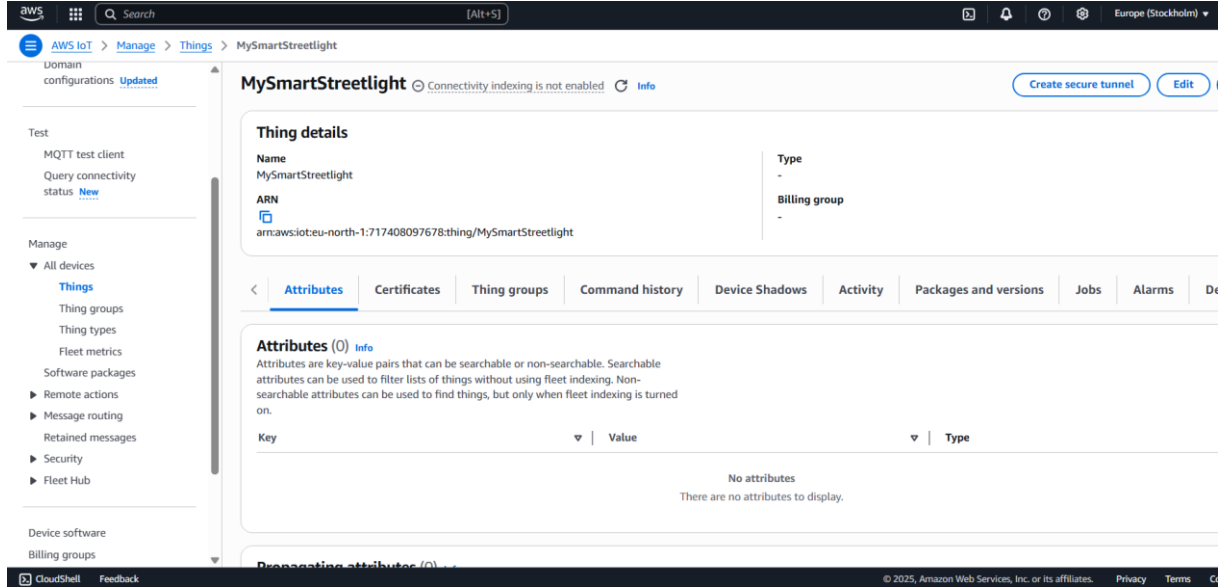 aws Search [Alt+S] Europe (Stockholm)
AWS IoT > Manage > Things > MySmartStreetlight
Domain
configurations Updated
Test
MQTT test client
Query connectivity
status New
Manage
All devices
Things
Thing groups
Thing types
Fleet metrics
Software packages
Remote actions
Message routing
Retained messages
Security
Fleet Hub
Device software
Billing groups
MySmartStreetlight Connectivity indexing is not enabled Info Create secure tunnel Edit
Thing details
Name
MySmartStreetlight
ARN
arn:aws:iot:eu-north-1:717408097678:thing/MySmartStreetlight
Type
-
Billing group
-
Attributes Certificates Thing groups Command history Device Shadows Activity Packages and versions Jobs Alarms De
Attributes (0) Info
Attributes are key-value pairs that can be searchable or non-searchable. Searchable
attributes can be used to filter lists of things without using fleet indexing. Non-
searchable attributes can be used to find things, but only when fleet indexing is turned
on.
Key Value Type
No attributes
There are no attributes to display.
Propagating attributes (0)
CloudShell Feedback © 2025, Amazon Web Services, Inc. or its affiliates. Privacy Terms